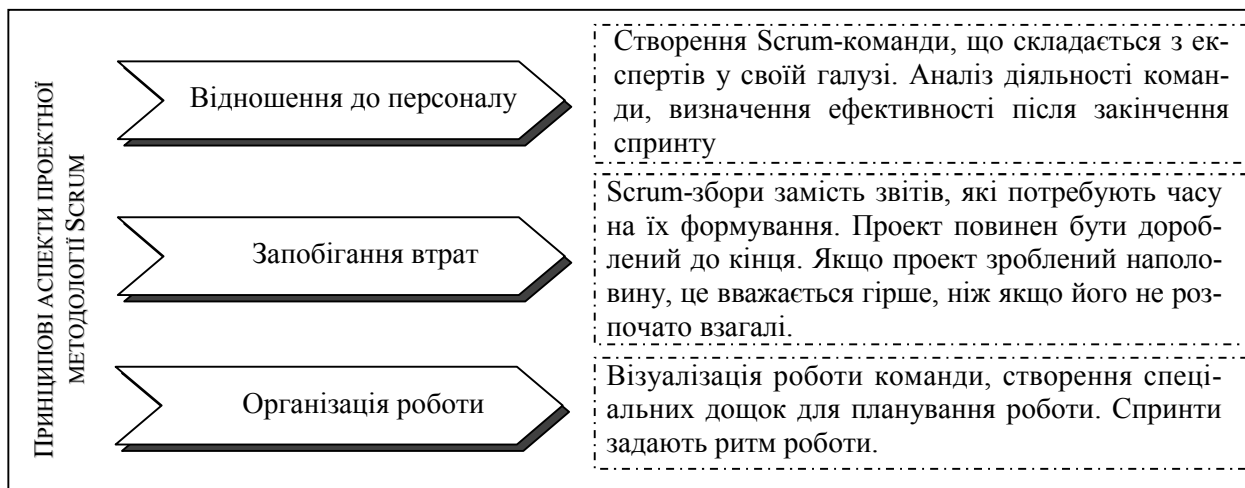 ПРИНЦИПОВІ АСПЕКТИ ПРОЕКТНОЇ
МЕТОДОЛОГІЇ SCRUM
Відношення до персоналу
Створення Scrum-команди, що складається з ек-
спертів у своїй галузі. Аналіз діяльності коман-
ди, визначення ефективності після закінчення
спринту
Запобігання втрат
Scrum-збори замість звітів, які потребують часу
на їх формування. Проект повинен бути дороб-
лений до кінця. Якщо проект зроблений наполо-
вину, це вважається гірше, ніж якщо його не роз-
почато взагалі.
Організація роботи
Візуалізація роботи команди, створення спеці-
альних дощок для планування роботи. Спринти
задають ритм роботи.